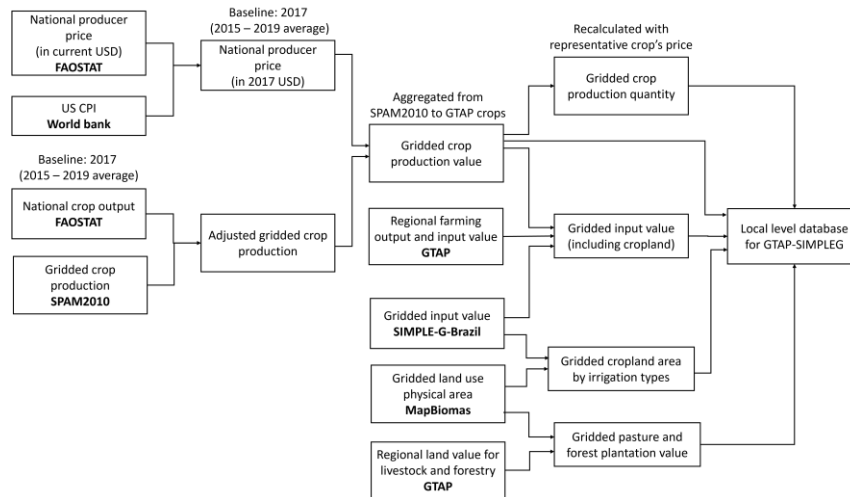 National producer
price
(in current USD)
FAOSTAT
US CPI
World bank
Baseline: 2017
(2015 – 2019 average)
National crop output
FAOSTAT
Gridded crop
production
SPAM2010
Baseline: 2017
(2015 – 2019 average)
National producer
price
(in 2017 USD)
Adjusted gridded crop
production
Aggregated from
SPAM2010 to GTAP crops
Gridded crop
production value
Regional farming
output and input value
GTAP
Gridded input value
SIMPLE-G-Brazil
Gridded land use
physical area
MapBiomas
Regional land value for
livestock and forestry
GTAP
Recalculated with
representative crop's price
Gridded crop
production quantity
Gridded input value
(including cropland)
Gridded cropland area
by irrigation types
Gridded pasture and
forest plantation value
Local level database
for GTAP-SIMPLEG